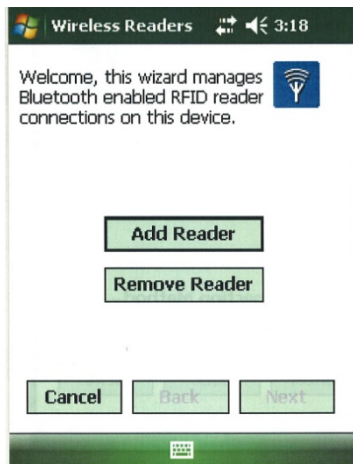 Wireless Readers 3:18
Welcome, this wizard manages
Bluetooth enabled RFID reader
connections on this device.
Add Reader
Remove Reader
Cancel Back Next